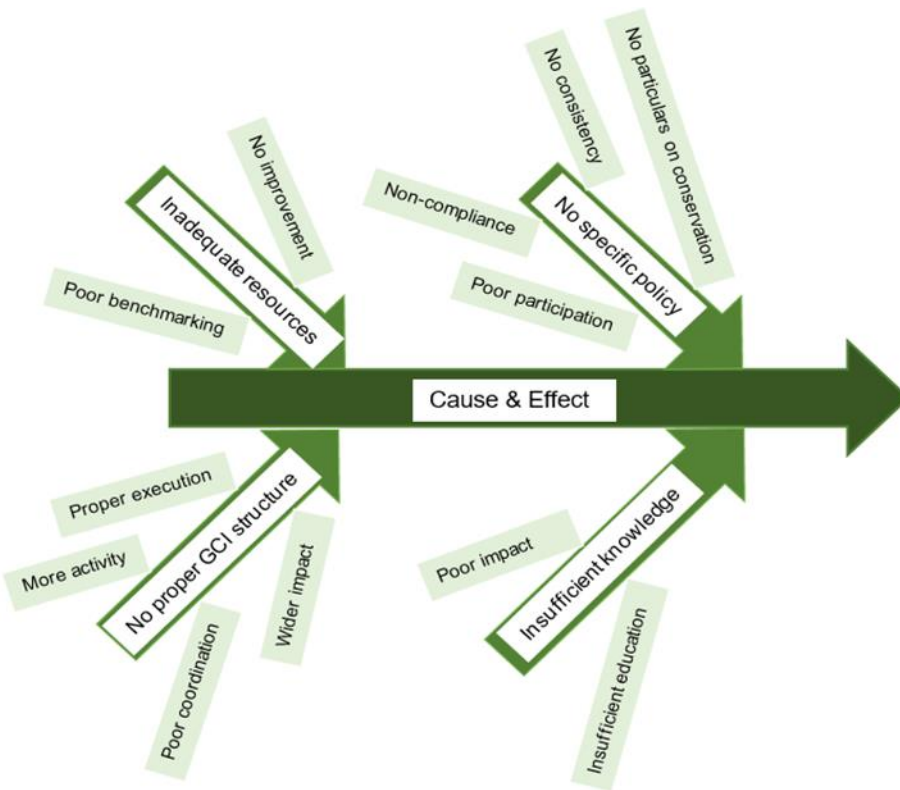 No improvement
Inadequate resources
Poor benchmarking
No consistency
No particulars on conservation
Non-compliance
No specific policy
Poor participation
Cause & Effect
Proper execution
More activity
No proper GCI structure
Wider impact
Poor coordination
Poor impact
Insufficient knowledge
Insufficient education